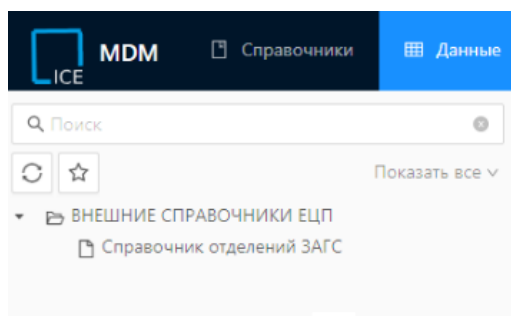 ICE MDM Справочники Данные
Поиск
Показать все
ВНЕШНИЕ СПРАВОЧНИКИ ЕЦП
Справочник отделений ЗАГС